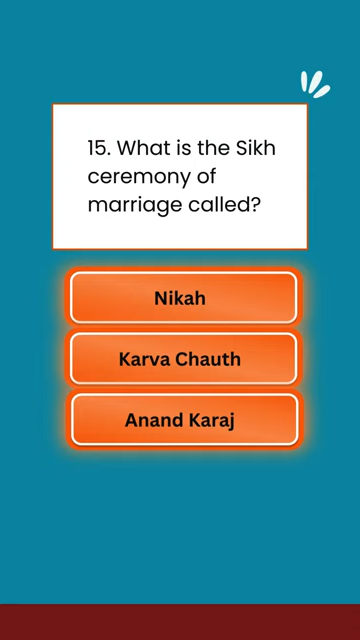 15. What is the Sikh
ceremony of
marriage called?
Nikah
Karva Chauth
Anand Karaj